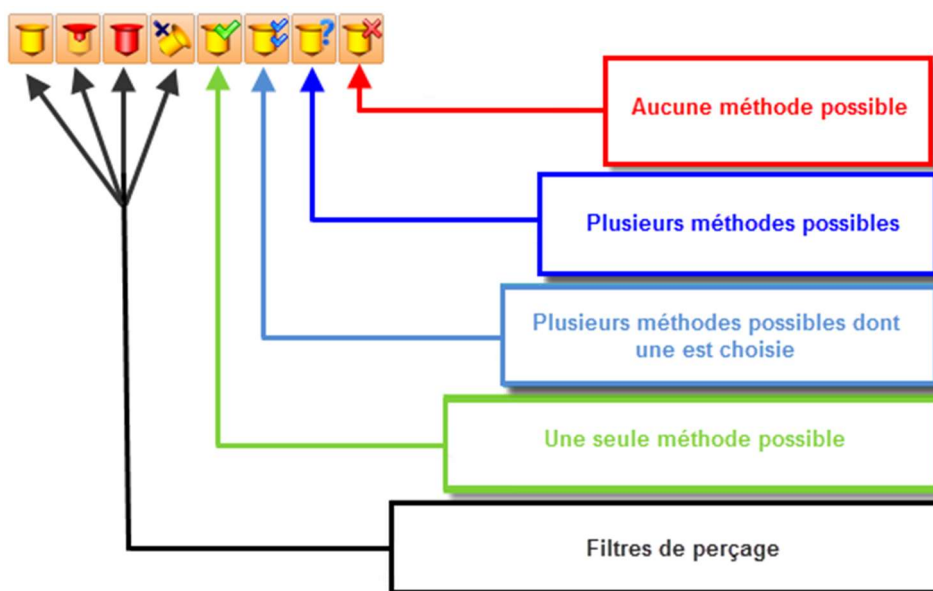 Aucune méthode possible
Plusieurs méthodes possibles
Plusieurs méthodes possibles dont
une est choisie
Une seule méthode possible
Filtres de perçage